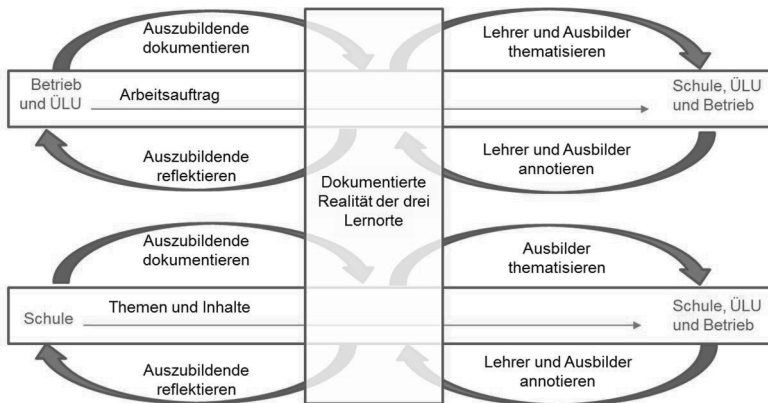 Auszubildende
dokumentieren
Lehrer und Ausbilder
thematisieren
Betrieb
und ÜLU
Arbeitsauftrag
Schule, ÜLU
und Betrieb
Auszubildende
reflektieren
Lehrer und Ausbilder
annotieren
Dokumentierte
Realität der drei
Lernorte
Auszubildende
dokumentieren
Ausbilder
thematisieren
Schule
Themen und Inhalte
Schule, ÜLU
und Betrieb
Auszubildende
reflektieren
Lehrer und Ausbilder
annotieren